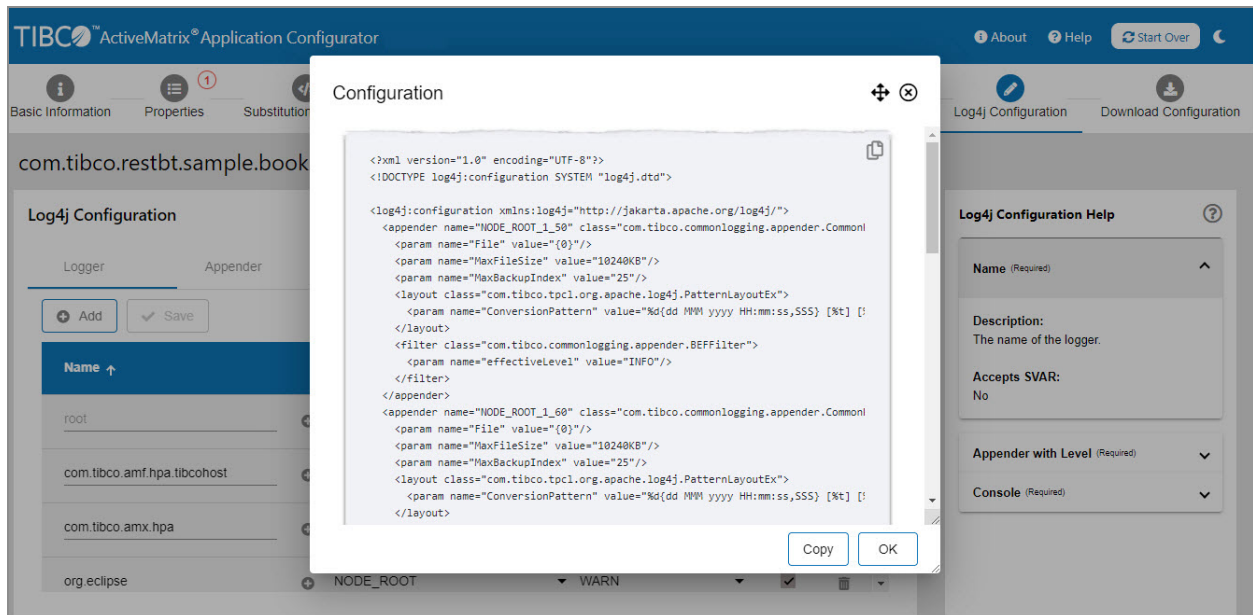 TIBCO™ ActiveMatrix® Application Configurator
About
Help
Start Over
Basic Information
1
Properties
Substitution
Log4j Configuration
Download Configuration
com.tibco.restbt.sample.book
Log4j Configuration
Logger
Appender
Add
Save
Name
root
com.tibco.amf.hpa.tibcohost
com.tibco.amx.hpa
org.eclipse
NODE_ROOT
WARN
Configuration
<?xml version="1.0" encoding="UTF-8"?>
<!DOCTYPE log4j:configuration SYSTEM "log4j.dtd">
<log4j:configuration xmlns:log4j="http://jakarta.apache.org/log4j/">
<appender name="NODE_ROOT_1_50" class="com.tibco.commonlogging.appender.Common
<param name="File" value="{0}"/>
<param name="MaxFileSize" value="10240KB"/>
<param name="MaxBackupIndex" value="25"/>
<layout class="com.tibco.tpcl.org.apache.log4j.PatternLayoutEx">
<param name="ConversionPattern" value="%d{dd MMM yyyy HH:mm:ss,SSS} [%t] [
</layout>
<filter class="com.tibco.commonlogging.appender.BEFFilter">
<param name="effectiveLevel" value="INFO"/>
</filter>
</appender>
<appender name="NODE_ROOT_1_60" class="com.tibco.commonlogging.appender.Common
<param name="File" value="{0}"/>
<param name="MaxFileSize" value="10240KB"/>
<param name="MaxBackupIndex" value="25"/>
<layout class="com.tibco.tpcl.org.apache.log4j.PatternLayoutEx">
<param name="ConversionPattern" value="%d{dd MMM yyyy HH:mm:ss,SSS} [%t] [
</layout>
Copy
OK
Log4j Configuration Help
Name (Required)
Description:
The name of the logger.
Accepts SVAR:
No
Appender with Level (Required)
Console (Required)